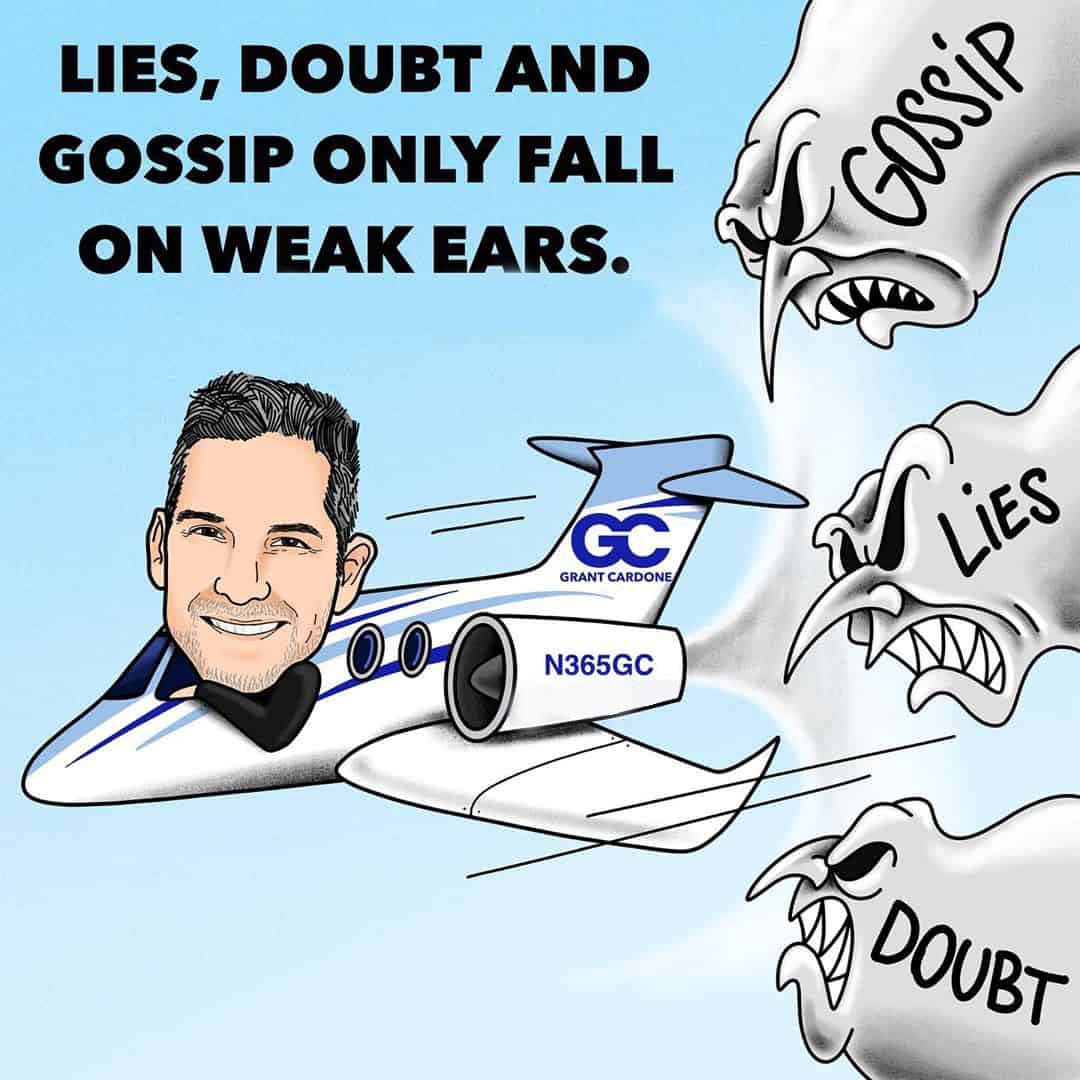 LIES, DOUBT AND
GOSSIP ONLY FALL
ON WEAK EARS.
GOSSIP
LIES
GC
GRANT CARDONE
N365GC
DOUBT